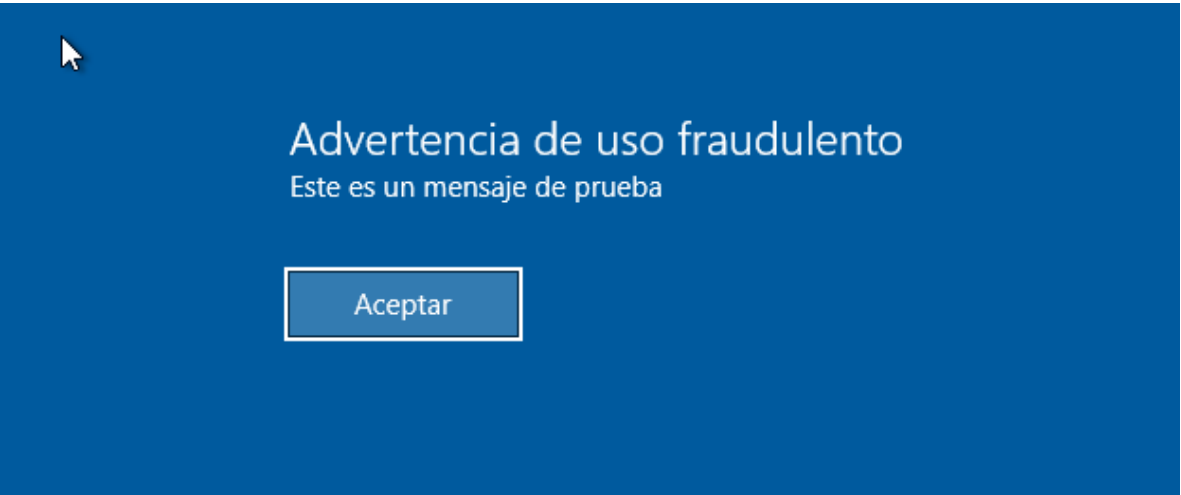 Advertencia de uso fraudulento
Este es un mensaje de prueba
Aceptar